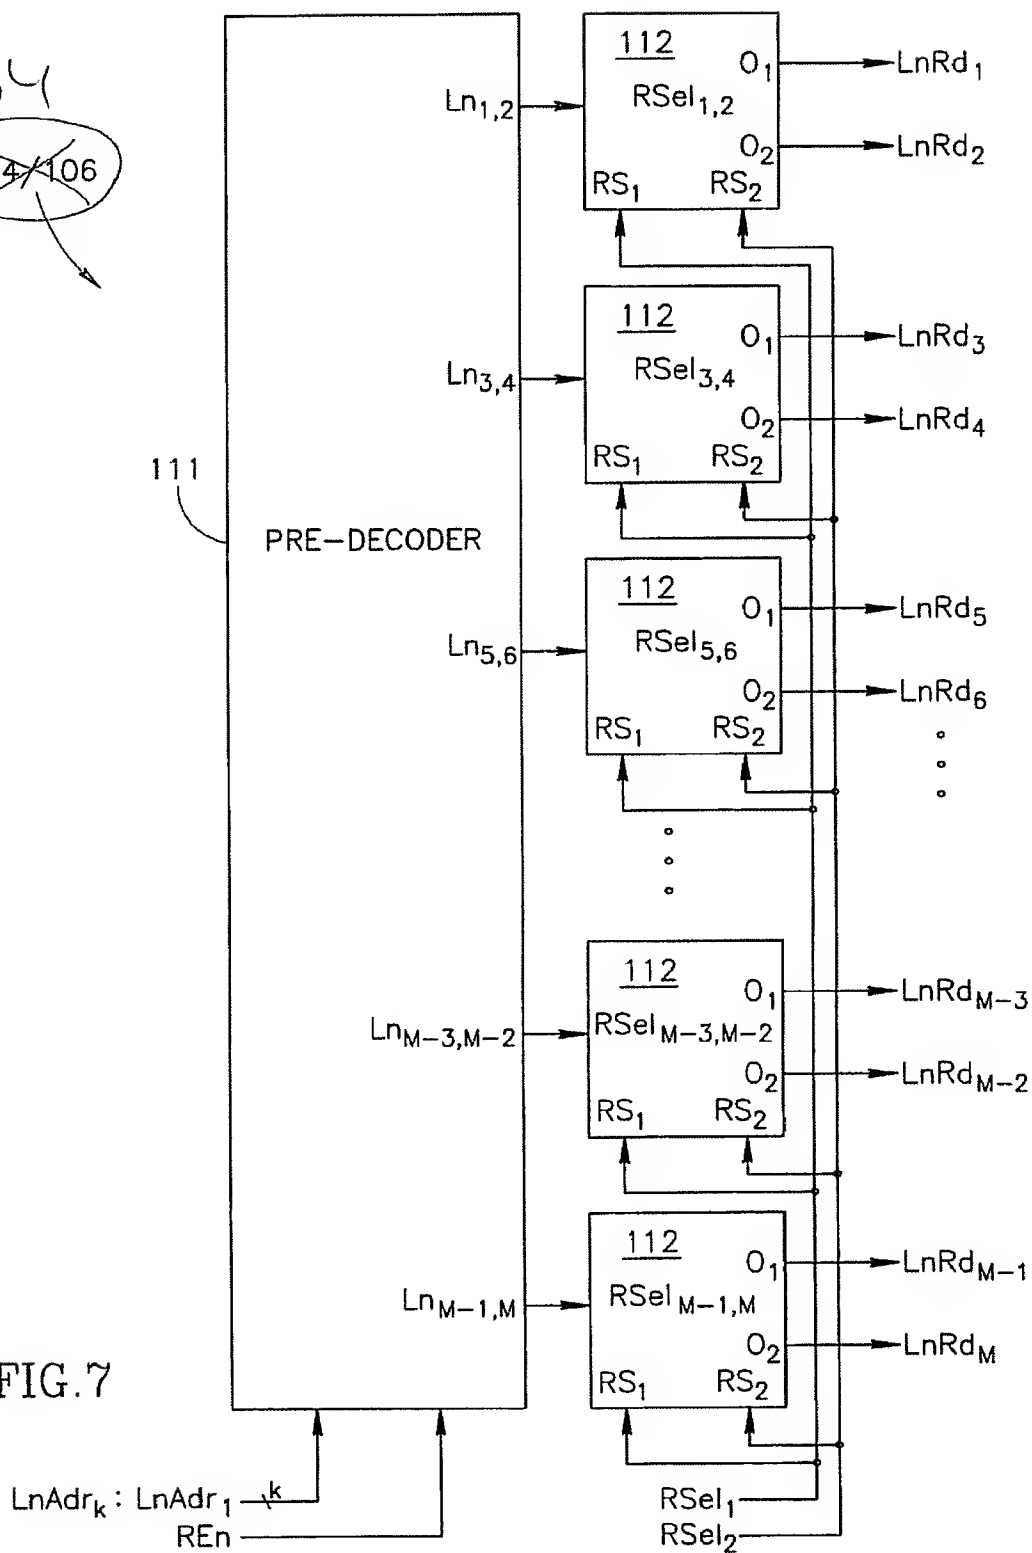 112
O1
LnRd1
RSel1,2
Ln1,2
O2
LnRd2
4/106
RS1
RS2
112
O1
LnRd3
RSel3,4
Ln3,4
O2
LnRd4
RS1
RS2
111
PRE-DECODER
112
O1
LnRd5
RSel5,6
Ln5,6
O2
LnRd6
RS1
RS2
112
O1
LnRdM-3
RSelM-3,M-2
LnM-3,M-2
O2
LnRdM-2
RS1
RS2
112
O1
LnRdM-1
RSelM-1,M
LnM-1,M
O2
LnRdM
RS1
RS2
FIG.7
LnAdrk : LnAdr1
k
REn
RSel1
RSel2